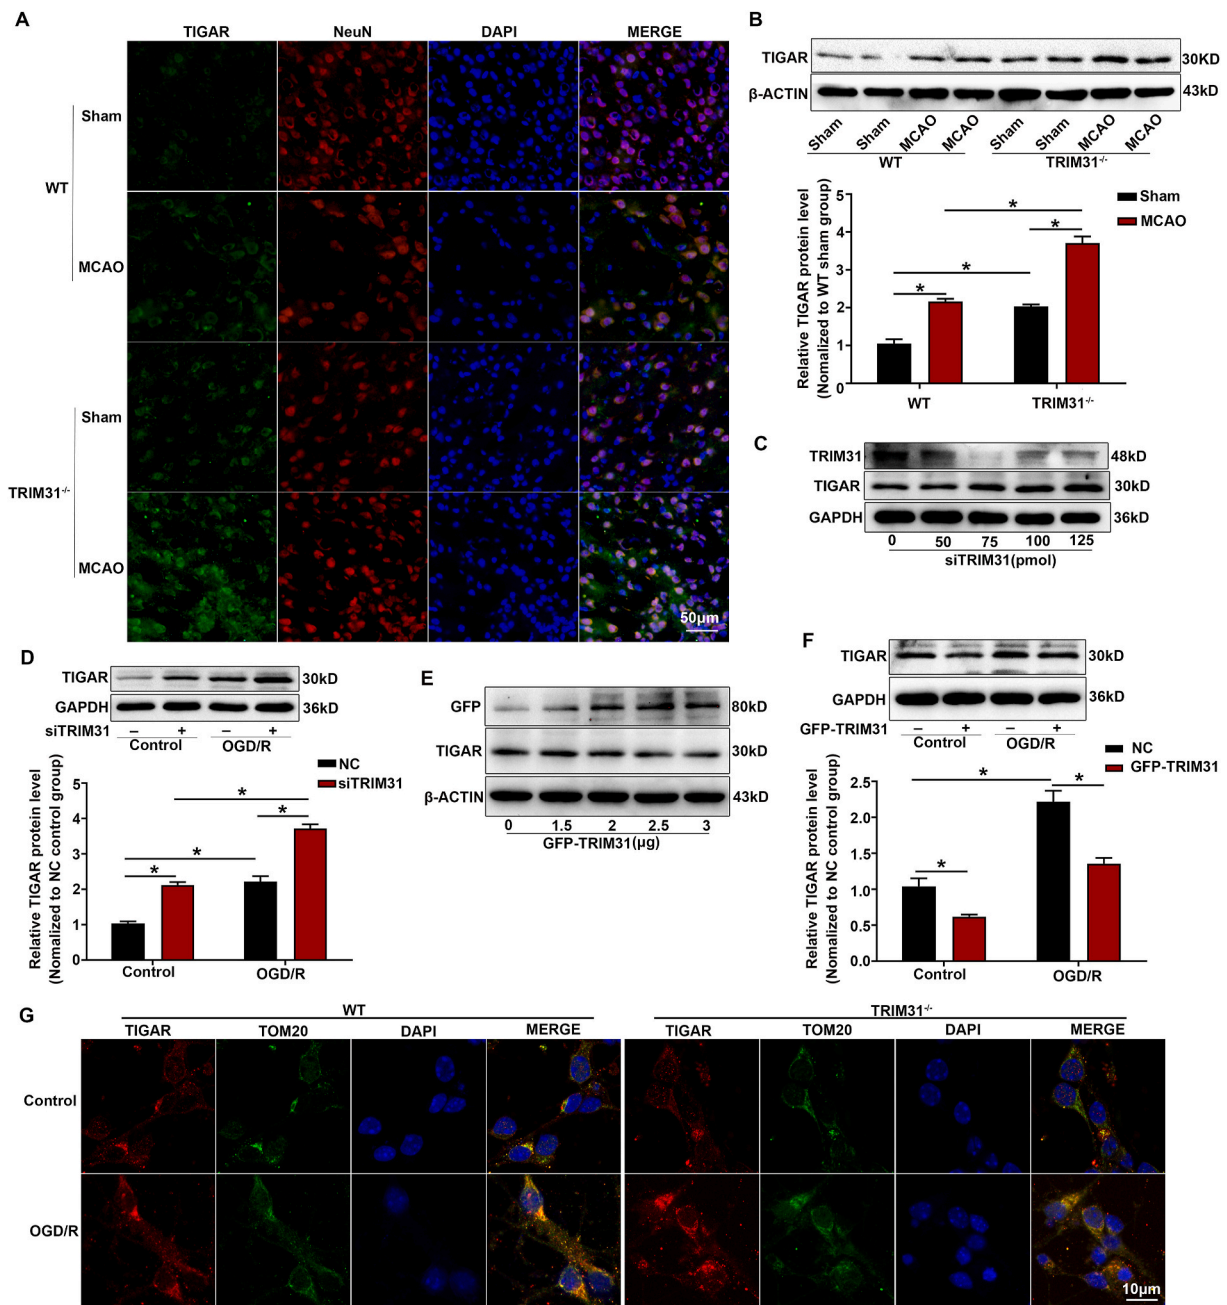 A
TIGAR NeuN DAPI MERGE
WT
Sham
MCAO
TRIM31-/-
Sham
MCAO
50μm
B
TIGAR 30KD
β-ACTIN 43kD
Sham Sham MCAO MCAO Sham Sham MCAO MCAO
WT TRIM31-/-
Sham
MCAO
Relative TIGAR protein level
(Nomalized to WT sham group)
5
4
3
2
1
0
* * * *
WT TRIM31-/-
C
TRIM31 48kD
TIGAR 30kD
GAPDH 36kD
0 50 75 100 125
siTRIM31(pmol)
D
TIGAR 30kD
GAPDH 36kD
siTRIM31 – + – +
Control OGD/R
NC
siTRIM31
Relative TIGAR protein level
(Nomalized to NC control group)
5
4
3
2
1
0
* * * *
Control OGD/R
E
GFP 80kD
TIGAR 30kD
β-ACTIN 43kD
0 1.5 2 2.5 3
GFP-TRIM31(μg)
F
TIGAR 30kD
GAPDH 36kD
GFP-TRIM31 – + – +
Control OGD/R
NC
GFP-TRIM31
Relative TIGAR protein level
(Nomalized to NC control group)
2.5
2.0
1.5
1.0
0.5
0.0
* * *
Control OGD/R
G
WT TRIM31-/-
TIGAR TOM20 DAPI MERGE TIGAR TOM20 DAPI MERGE
Control
OGD/R
10μm